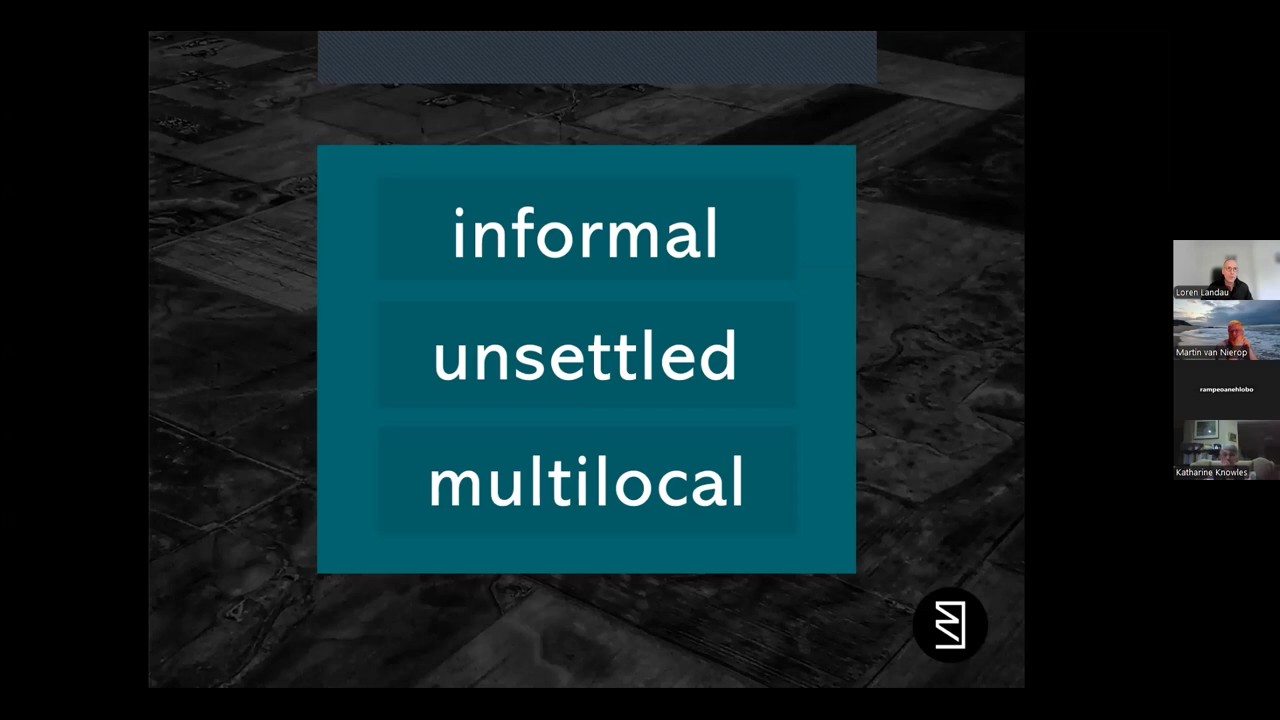 informal
unsettled
multilocal
Loren Landau
Martin van Nierop
rampeoanehlobo
Katharine Knowles